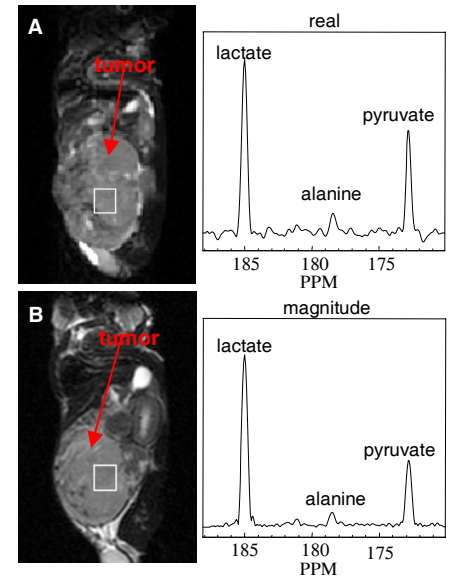 A
tumor
real
lactate
alanine
pyruvate
185 180 175
PPM
B
tumor
magnitude
lactate
alanine
pyruvate
185 180 175
PPM